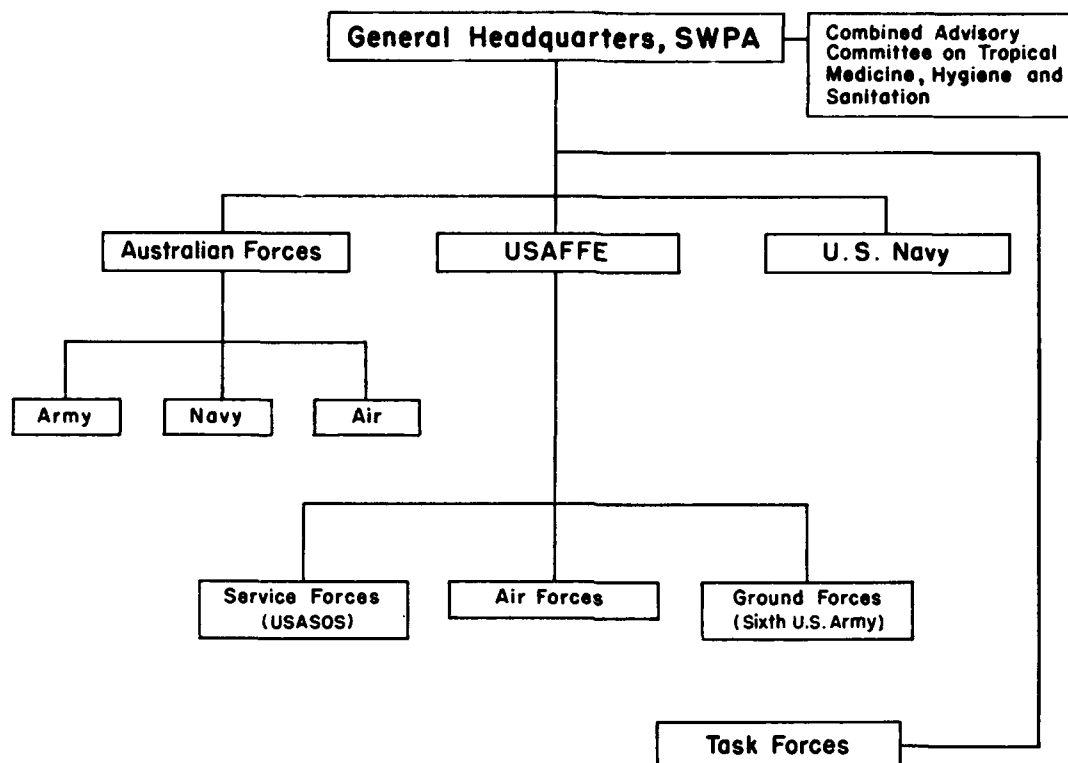 General Headquarters, SWPA
Combined Advisory
Committee on Tropical
Medicine, Hygiene and
Sanitation
Australian Forces
USAFFE
U.S. Navy
Army
Navy
Air
Service Forces
(USASOS)
Air Forces
Ground Forces
(Sixth U.S. Army)
Task Forces